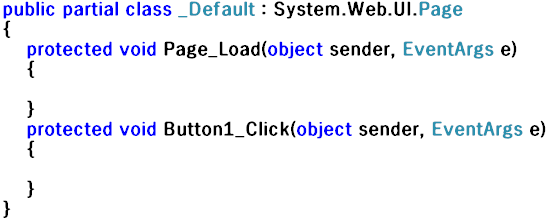 public partial class _Default : System.Web.UI.Page
{
protected void Page_Load(object sender, EventArgs e)
{
}
protected void Button1_Click(object sender, EventArgs e)
{
}
}